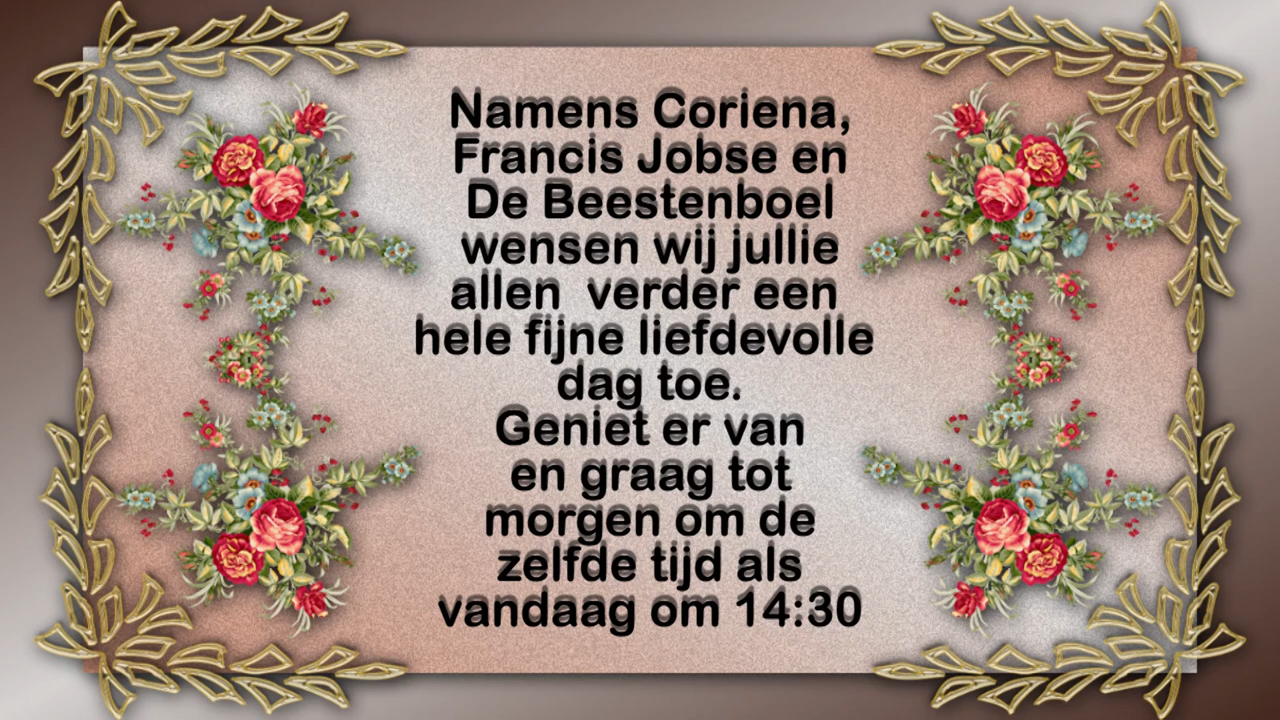 Namens Coriena,
Francis Jobse en
De Beestenboel
wensen wij jullie
allen verder een
hele fijne liefdevolle
dag toe.
Geniet er van
en graag tot
morgen om de
zelfde tijd als
vandaag om 14:30